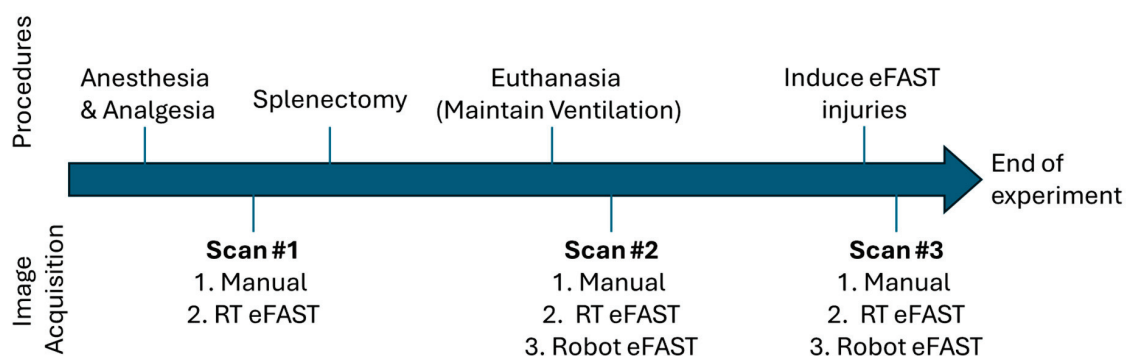 Procedures
Anesthesia
& Analgesia
Splenectomy
Euthanasia
(Maintain Ventilation)
Induce eFAST
injuries
End of
experiment
Image
Acquisition
Scan #1
1. Manual
2. RT eFAST
Scan #2
1. Manual
2. RT eFAST
3. Robot eFAST
Scan #3
1. Manual
2. RT eFAST
3. Robot eFAST